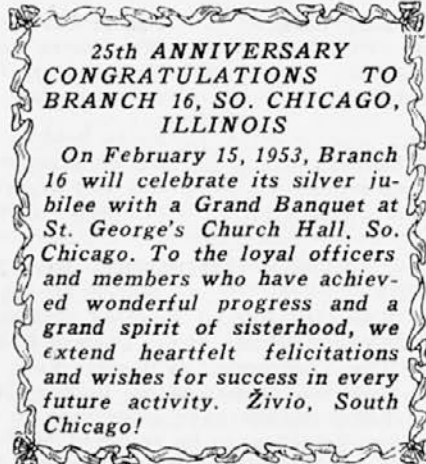 25th ANNIVERSARY
CONGRATULATIONS TO
BRANCH 16, SO. CHICAGO,
ILLINOIS
On February 15, 1953, Branch
16 will celebrate its silver ju-
bilee with a Grand Banquet at
St. George's Church Hall, So.
Chicago. To the loyal officers
and members who have achiev-
ed wonderful progress and a
grand spirit of sisterhood, we
extend heartfelt felicitations
and wishes for success in every
future activity. Živio, South
Chicago!